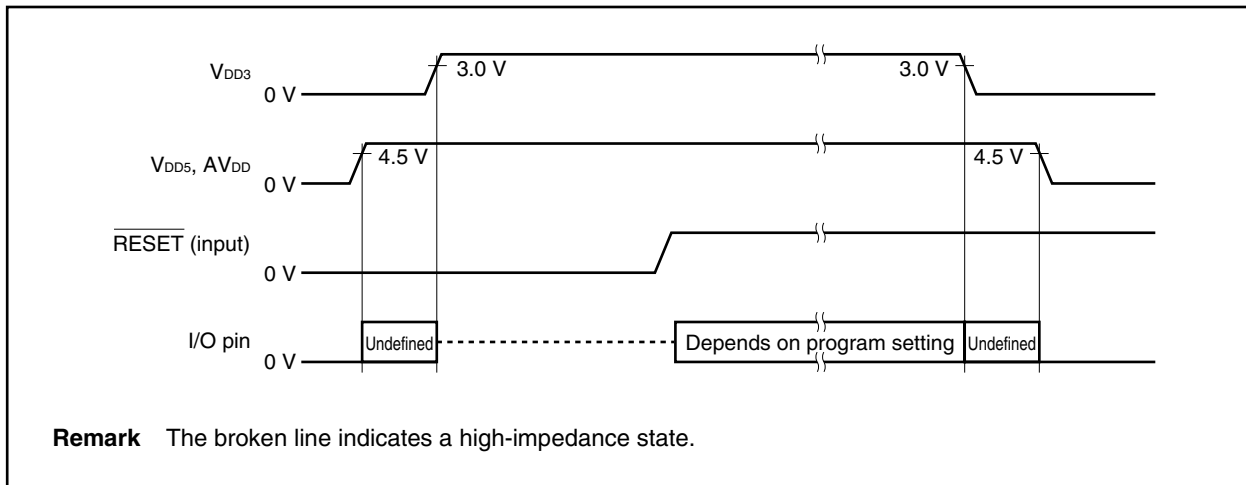 VDD3
0 V
3.0 V
3.0 V
VDD5, AVDD
0 V
4.5 V
4.5 V
RESET (input)
0 V
I/O pin
0 V
Undefined
Depends on program setting
Undefined
Remark The broken line indicates a high-impedance state.